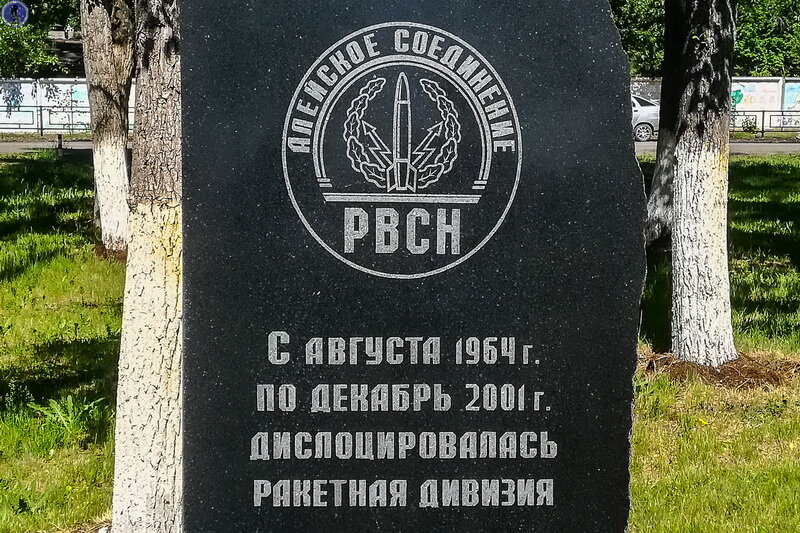 АЛЕЙСКОЕ СОЕДИНЕНИЕ
РВСН
С АВГУСТА 1964 г.
ПО ДЕКАБРЬ 2001 г.
ДИСЛОЦИРОВАЛАСЬ
РАКЕТНАЯ ДИВИЗИЯ